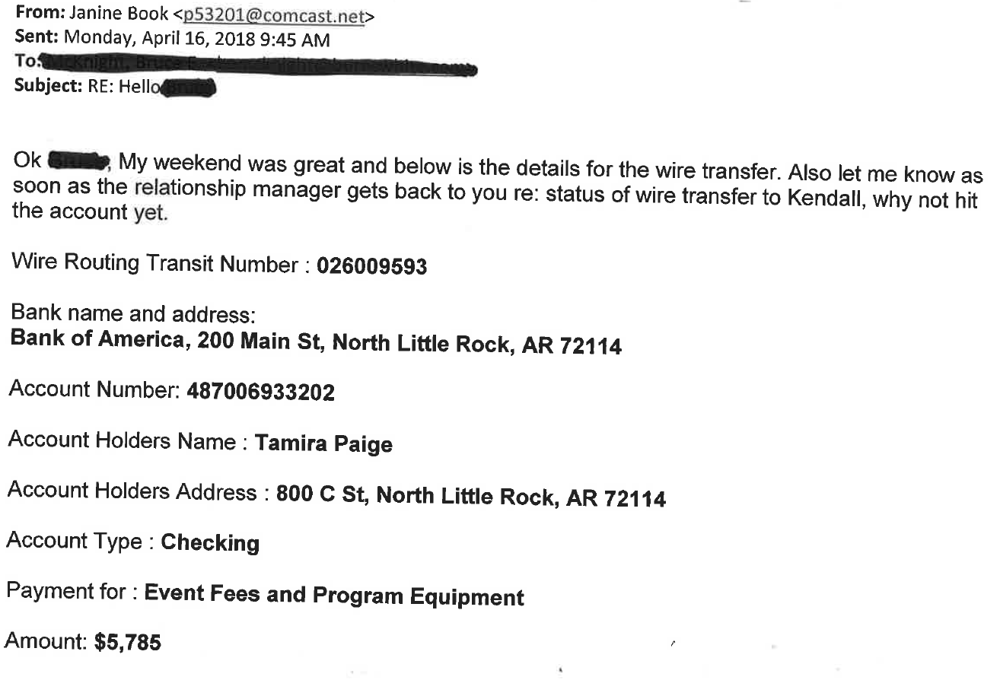 From: Janine Book <p53201@comcast.net>
Sent: Monday, April 16, 2018 9:45 AM
To:
Subject: RE: Hello
Ok , My weekend was great and below is the details for the wire transfer. Also let me know as
soon as the relationship manager gets back to you re: status of wire transfer to Kendall, why not hit
the account yet.
Wire Routing Transit Number : 026009593
Bank name and address:
Bank of America, 200 Main St, North Little Rock, AR 72114
Account Number: 487006933202
Account Holders Name : Tamira Paige
Account Holders Address : 800 C St, North Little Rock, AR 72114
Account Type : Checking
Payment for : Event Fees and Program Equipment
Amount: $5,785